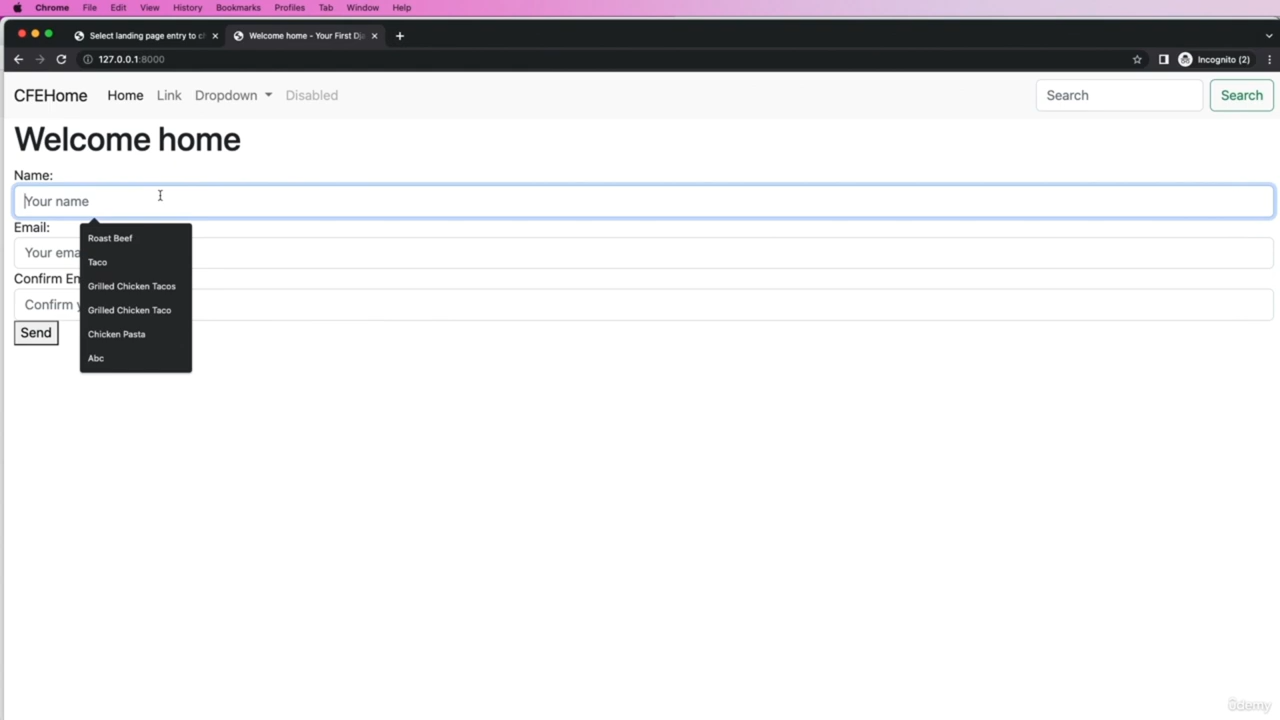 Chrome File Edit View History Bookmarks Profiles Tab Window Help
Select landing page entry to c
Welcome home - Your First Dja
127.0.0.1:8000
Incognito (2)
CFEHome Home Link Dropdown Disabled Search Search
Welcome home
Name:
Your name
Email:
Your ema
Confirm Em
Confirm y
Send
Roast Beef
Taco
Grilled Chicken Tacos
Grilled Chicken Taco
Chicken Pasta
Abc
ûdemy